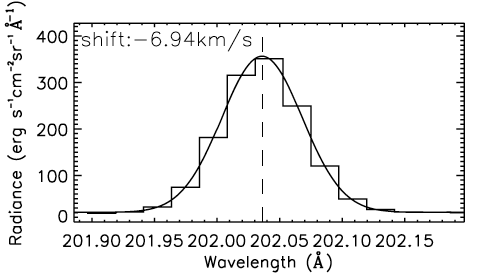 shift:−6.94km/s
Radiance (erg s⁻¹cm⁻²sr⁻¹ Å⁻¹)
400
300
200
100
0
201.90 201.95 202.00 202.05 202.10 202.15
Wavelength (Å)